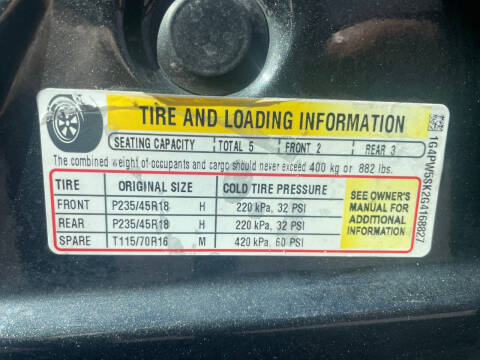 TIRE AND LOADING INFORMATION
SEATING CAPACITY TOTAL 5 FRONT 2 REAR 3
The combined weight of occupants and cargo should never exceed 400 kg or 882 lbs.
TIRE ORIGINAL SIZE COLD TIRE PRESSURE
FRONT P235/45R18 H 220 kPa, 32 PSI
REAR P235/45R18 H 220 kPa, 32 PSI
SPARE T115/70R16 M 420 kPa, 60 PSI
SEE OWNER'S
MANUAL FOR
ADDITIONAL
INFORMATION
1G4PW5SK2G4168827